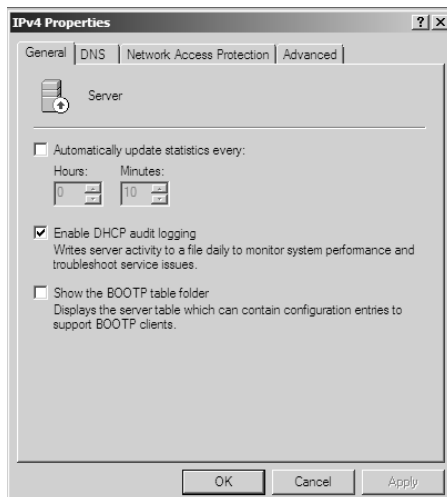 IPv4 Properties
General DNS Network Access Protection Advanced
Server
Automatically update statistics every:
Hours: Minutes:
0 10
Enable DHCP audit logging
Writes server activity to a file daily to monitor system performance and
troubleshoot service issues.
Show the BOOTP table folder
Displays the server table which can contain configuration entries to
support BOOTP clients.
OK Cancel Apply